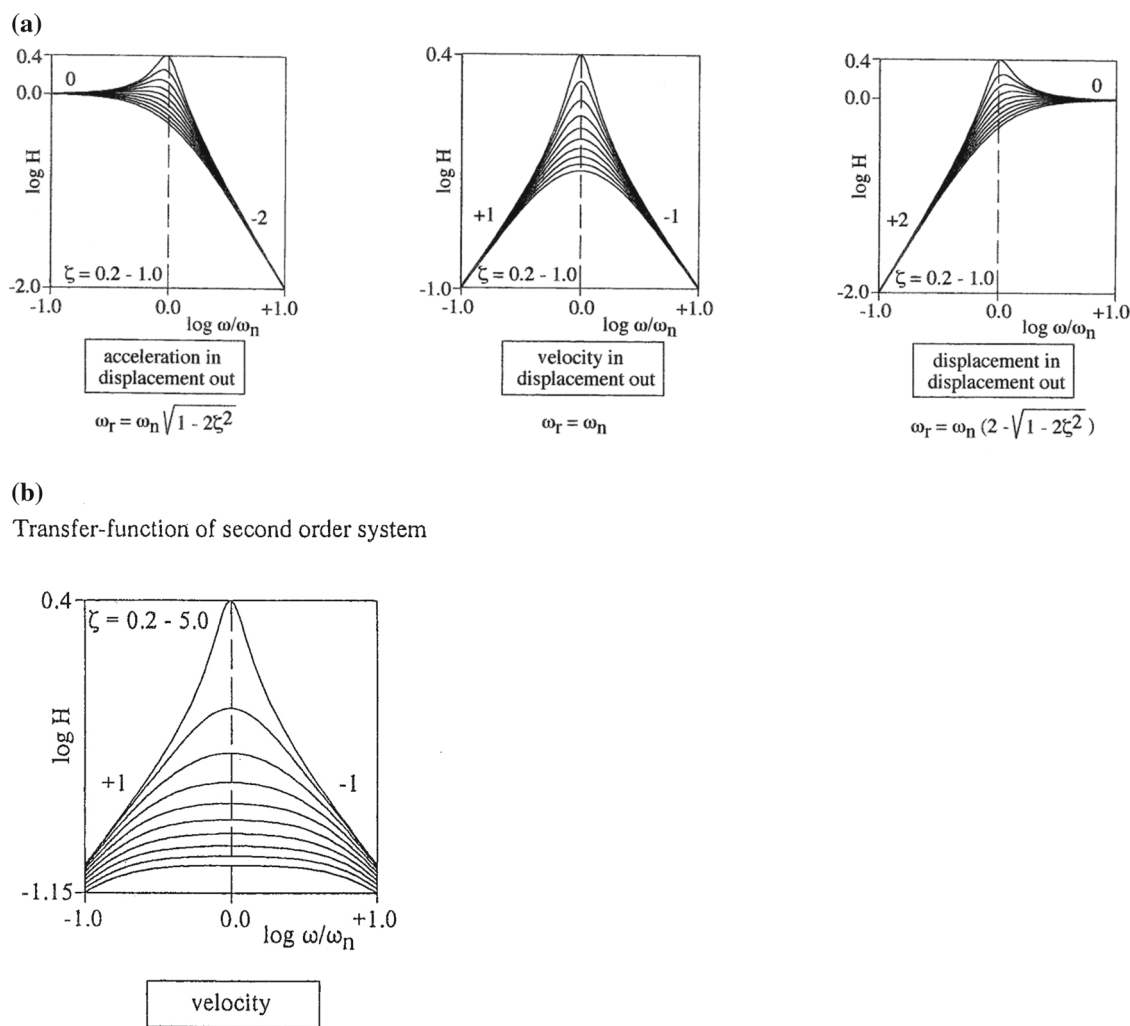 (a)
0.4
0
0.0
log H
-2
ζ = 0.2 - 1.0
-2.0
-1.0
0.0
+1.0
log ω/ωn
acceleration in
displacement out
ωr = ωn √1 - 2ζ²
0.4
log H
+1
-1
ζ = 0.2 - 1.0
-1.0
-1.0
0.0
+1.0
log ω/ωn
velocity in
displacement out
ωr = ωn
0.4
0.0
0
log H
+2
ζ = 0.2 - 1.0
-2.0
-1.0
0.0
+1.0
log ω/ωn
displacement in
displacement out
ωr = ωn (2 -√1 - 2ζ² )
(b)
Transfer-function of second order system
0.4
ζ = 0.2 - 5.0
log H
+1
-1
-1.15
-1.0
0.0
+1.0
log ω/ωn
velocity